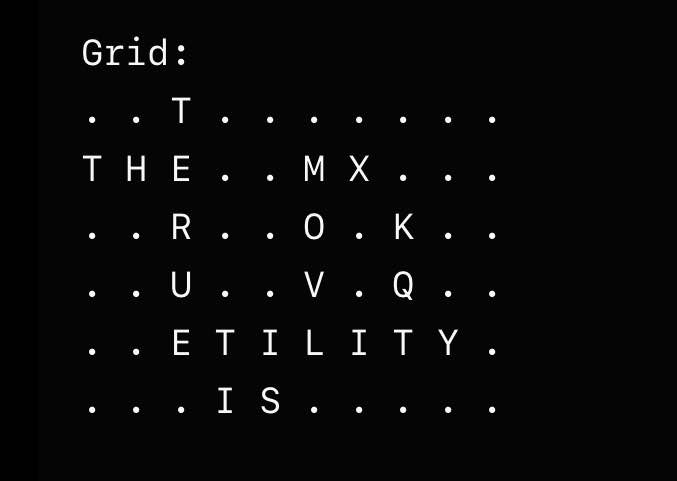 Grid:
. . T . . . . . . .
T H E . . M X . . .
. . R . . O . K . .
. . U . . V . Q . .
. . E T I L I T Y .
. . . I S . . . . .